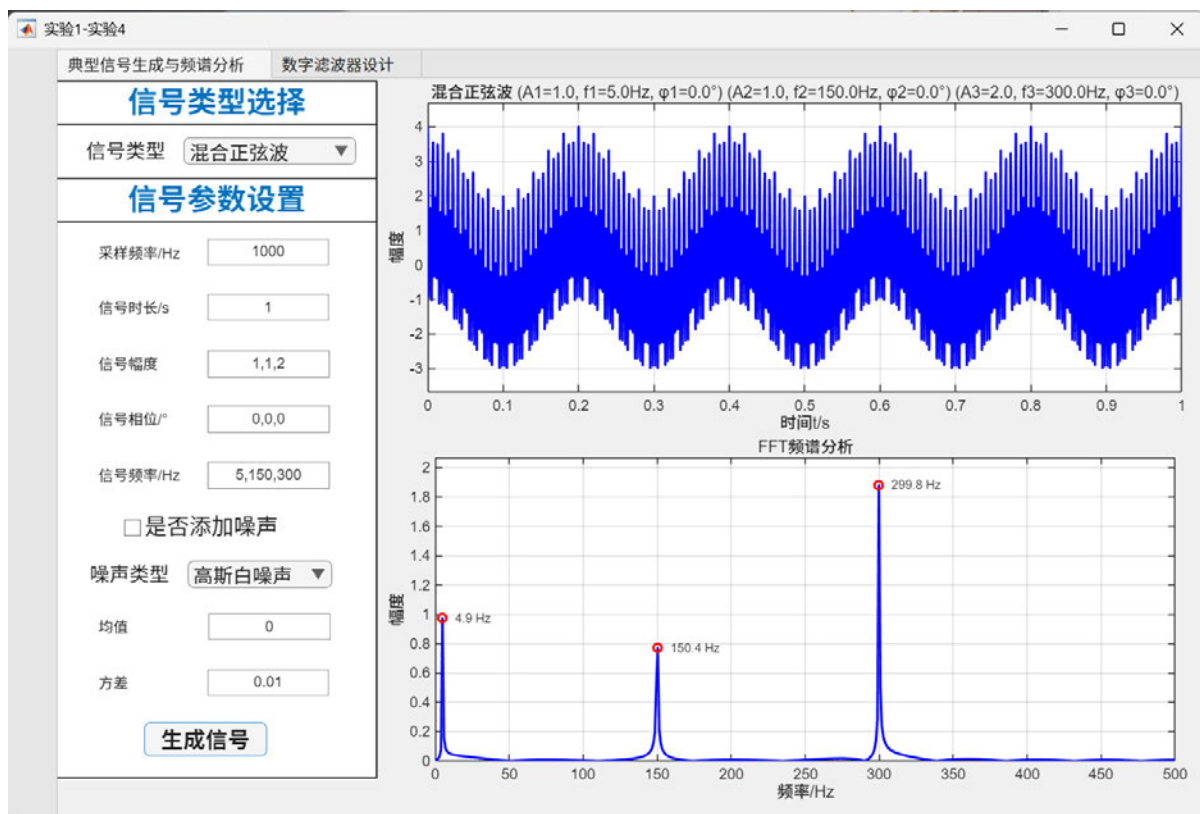 实验1-实验4
典型信号生成与频谱分析
数字滤波器设计
信号类型选择
信号类型
混合正弦波
信号参数设置
采样频率/Hz
1000
信号时长/s
1
信号幅度
1,1,2
信号相位/°
0,0,0
信号频率/Hz
5,150,300
是否添加噪声
噪声类型
高斯白噪声
均值
0
方差
0.01
生成信号
混合正弦波 (A1=1.0, f1=5.0Hz, φ1=0.0°) (A2=1.0, f2=150.0Hz, φ2=0.0°) (A3=2.0, f3=300.0Hz, φ3=0.0°)
幅度
4
3
2
1
0
-1
-2
-3
0 0.1 0.2 0.3 0.4 0.5 0.6 0.7 0.8 0.9 1
时间t/s
FFT频谱分析
幅度
2
1.8
1.6
1.4
1.2
1
0.8
0.6
0.4
0.2
0
4.9 Hz
150.4 Hz
299.8 Hz
0 50 100 150 200 250 300 350 400 450 500
频率/Hz